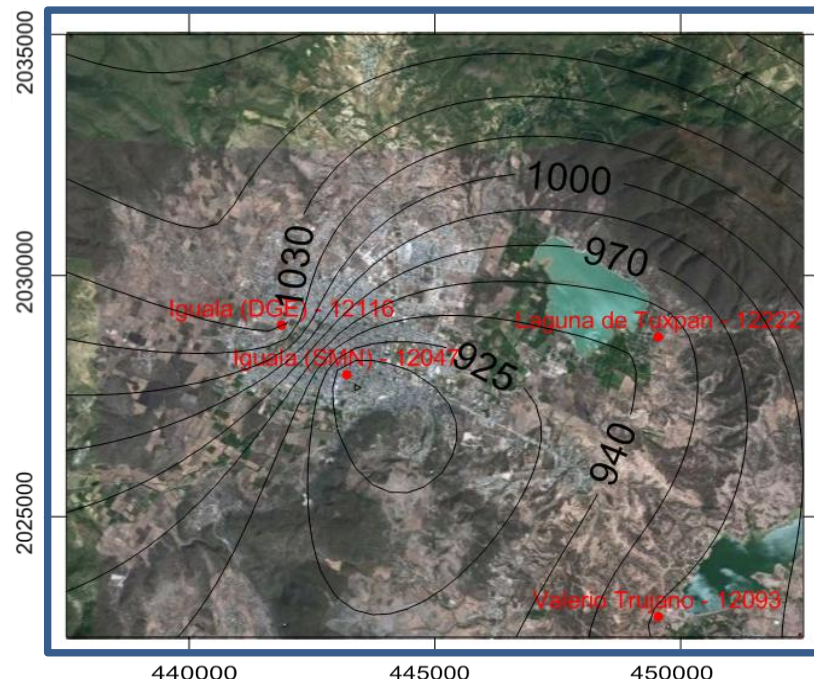 2035000
1000
970
2030000
1030
Iguala (DGE) - 12116
Laguna de Tuxpan - 12222
Iguala (SMN) - 12047
925
940
2025000
Valerio Trujano - 12093
440000
445000
450000